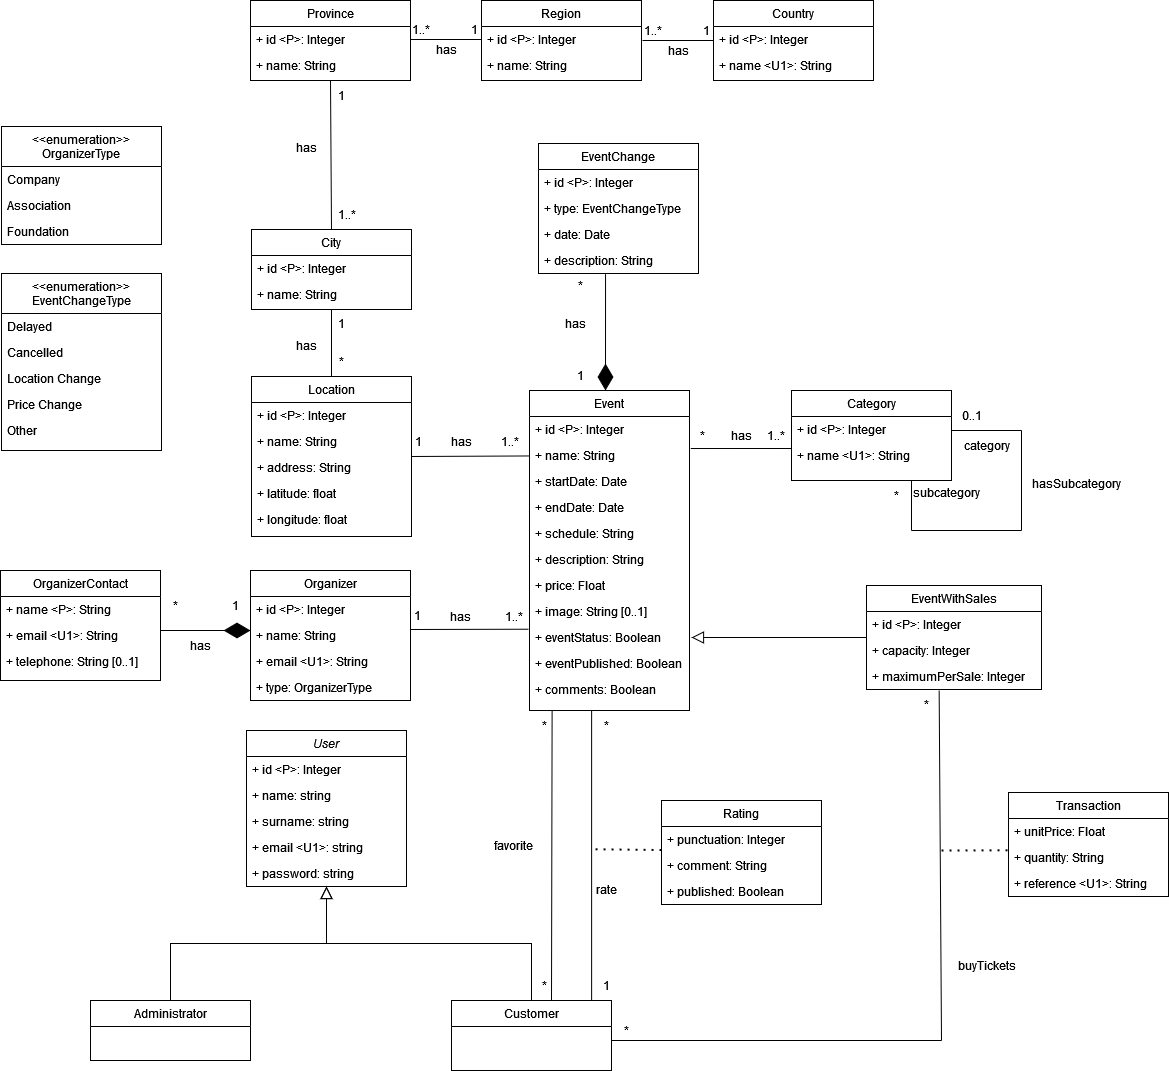 Province
+ id <P>: Integer
+ name: String
1..*
1
has
Region
+ id <P>: Integer
+ name: String
1..*
1
has
Country
+ id <P>: Integer
+ name <U1>: String
1
has
1..*
<<enumeration>>
OrganizerType
Company
Association
Foundation
<<enumeration>>
EventChangeType
Delayed
Cancelled
Location Change
Price Change
Other
City
+ id <P>: Integer
+ name: String
1
has
*
EventChange
+ id <P>: Integer
+ type: EventChangeType
+ date: Date
+ description: String
*
has
1
Location
+ id <P>: Integer
+ name: String
+ address: String
+ latitude: float
+ longitude: float
1
has
1..*
Event
+ id <P>: Integer
+ name: String
+ startDate: Date
+ endDate: Date
+ schedule: String
+ description: String
+ price: Float
+ image: String [0..1]
+ eventStatus: Boolean
+ eventPublished: Boolean
+ comments: Boolean
*
has
1..*
Category
+ id <P>: Integer
+ name <U1>: String
0..1
category
hasSubcategory
*
subcategory
OrganizerContact
+ name <P>: String
+ email <U1>: String
+ telephone: String [0..1]
*
1
has
Organizer
+ id <P>: Integer
+ name: String
+ email <U1>: String
+ type: OrganizerType
1
has
1..*
EventWithSales
+ id <P>: Integer
+ capacity: Integer
+ maximumPerSale: Integer
*
User
+ id <P>: Integer
+ name: string
+ surname: string
+ email <U1>: string
+ password: string
*
*
favorite
rate
Rating
+ punctuation: Integer
+ comment: String
+ published: Boolean
Transaction
+ unitPrice: Float
+ quantity: String
+ reference <U1>: String
buyTickets
*
1
*
Administrator
Customer